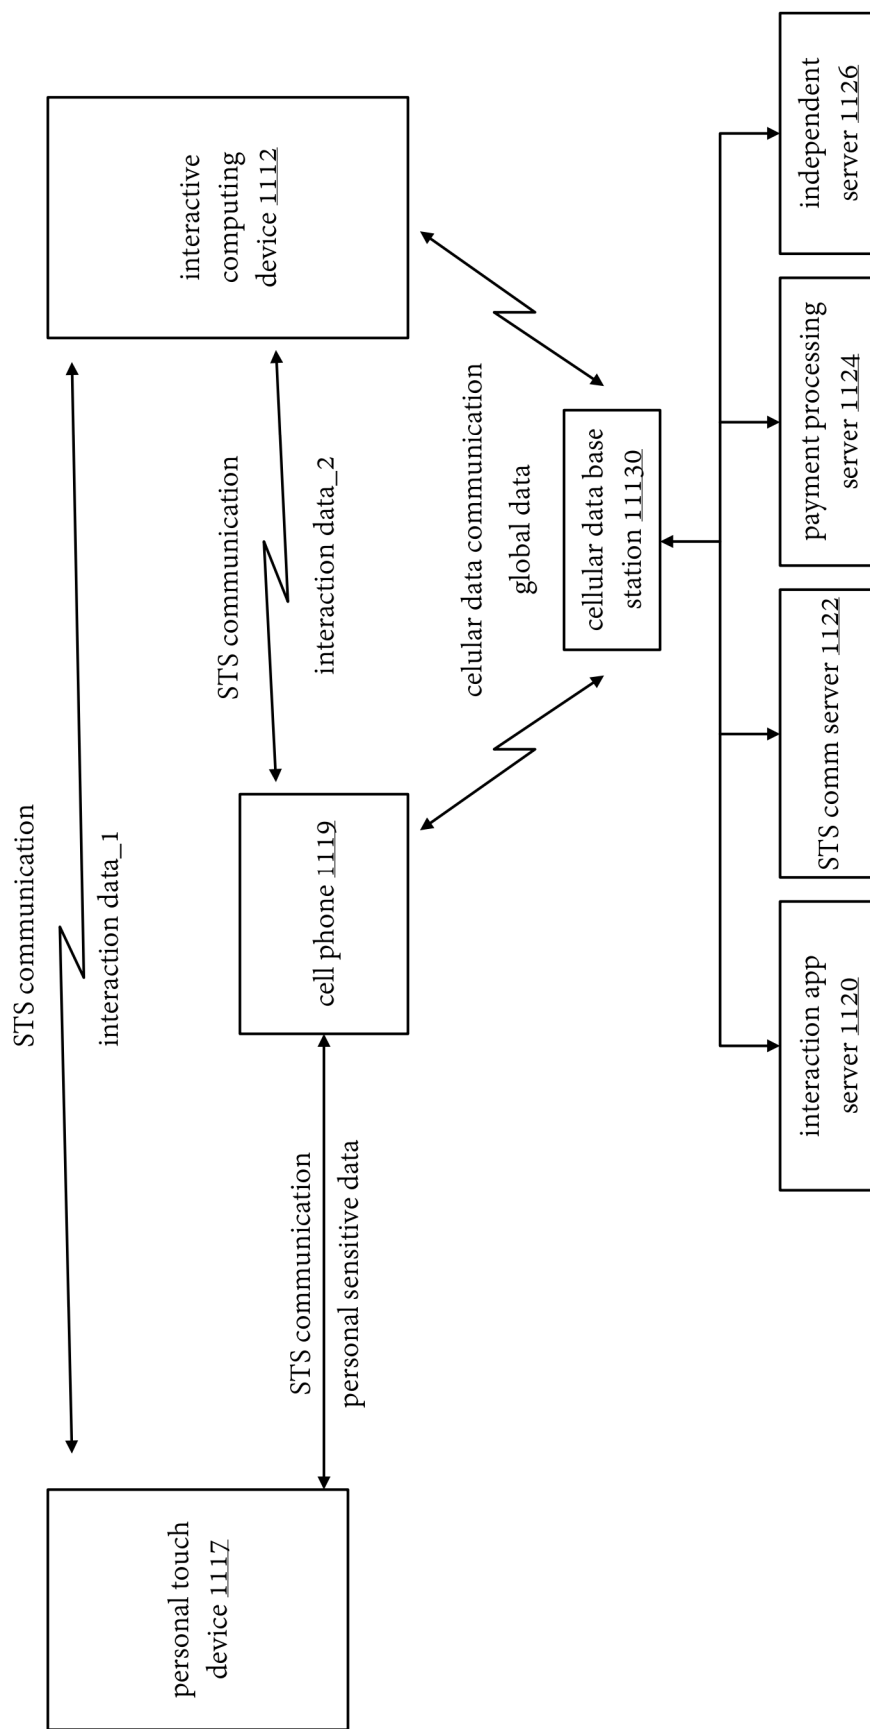 STS communication
interaction data_1
personal touch
device 1117
STS communication
personal sensitive data
cell phone 1119
STS communication
interaction data_2
interactive
computing
device 1112
celular data communication
global data
cellular data base
station 11130
interaction app
server 1120
STS comm server 1122
payment processing
server 1124
independent
server 1126